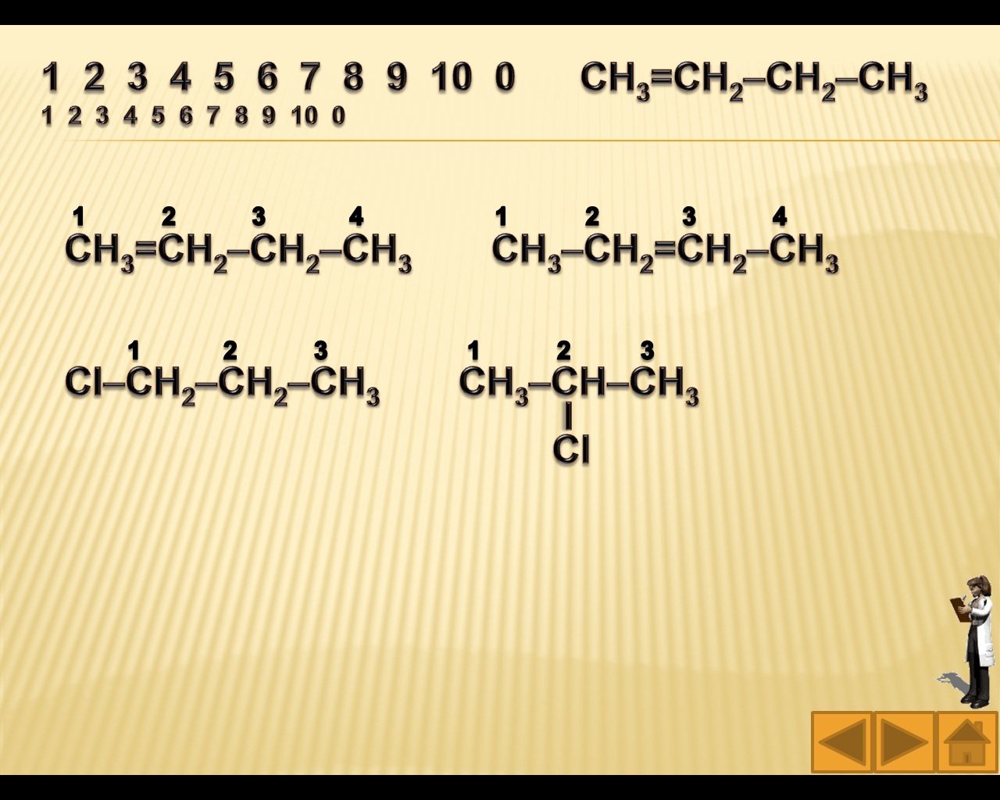 1 2 3 4 5 6 7 8 9 10 0 CH₃=CH₂–CH₂–CH₃
1 2 3 4 5 6 7 8 9 10 0
1 2 3 4 1 2 3 4
CH₃=CH₂–CH₂–CH₃ CH₃–CH₂=CH₂–CH₃
1 2 3 1 2 3
Cl–CH₂–CH₂–CH₃ CH₃–CH–CH₃
Cl